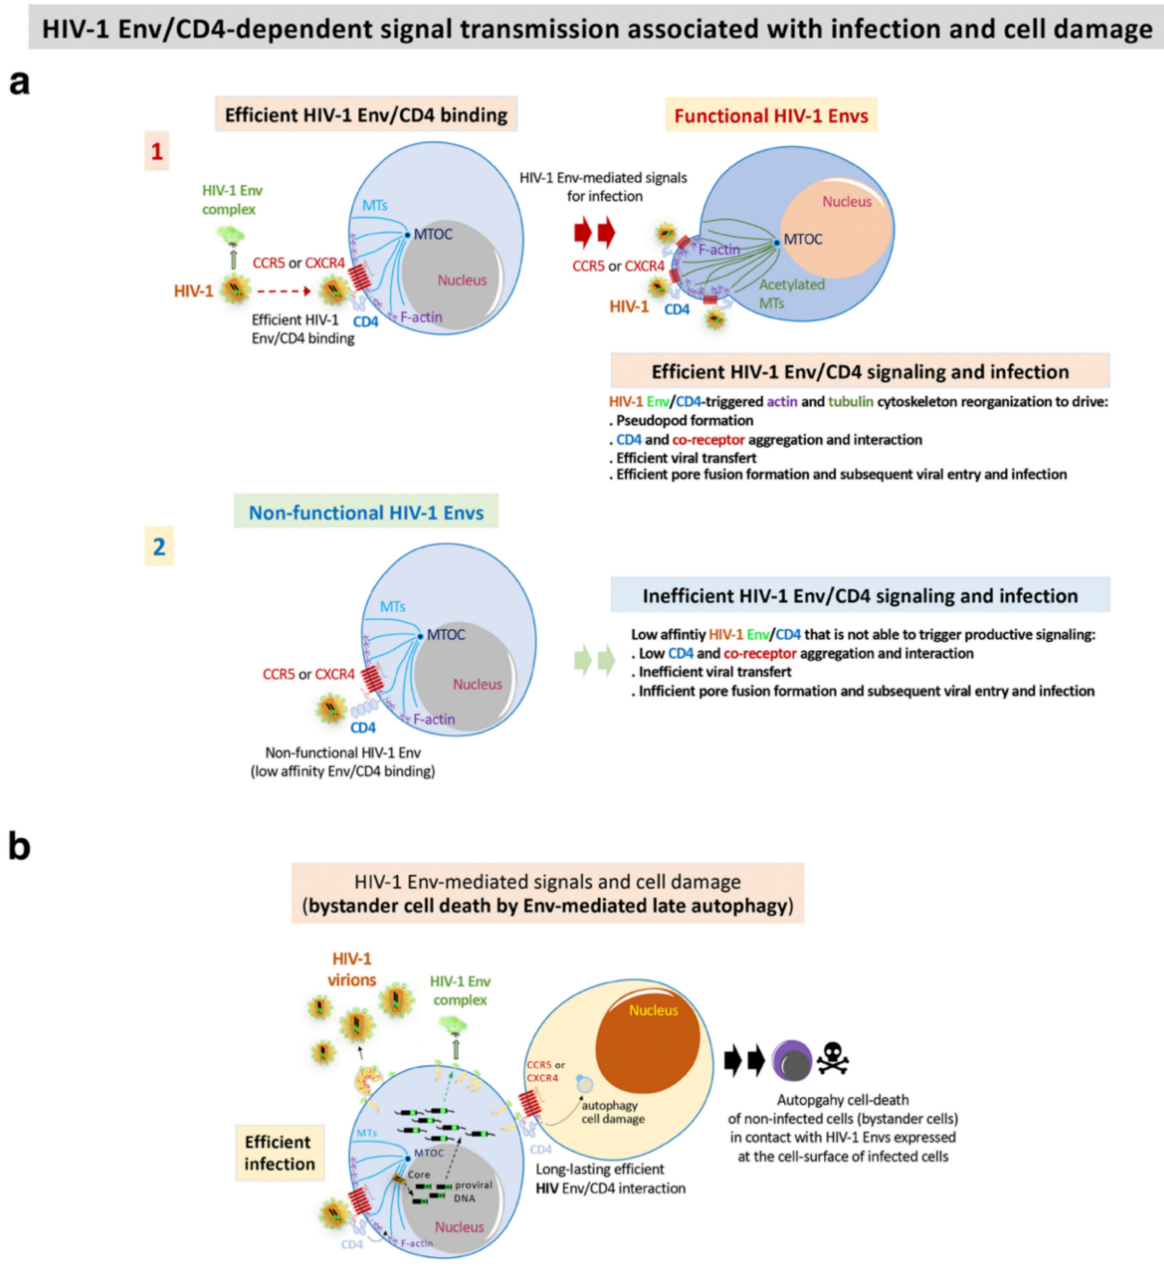 HIV-1 Env/CD4-dependent signal transmission associated with infection and cell damage
a
Efficient HIV-1 Env/CD4 binding
Functional HIV-1 Envs
1
HIV-1 Env
complex
MTs
MTOC
CCR5 or CXCR4
Nucleus
HIV-1
Efficient HIV-1
Env/CD4 binding
CD4
F-actin
HIV-1 Env-mediated signals
for infection
Nucleus
F-actin
MTOC
CCR5 or CXCR4
Acetylated
MTs
HIV-1
CD4
Efficient HIV-1 Env/CD4 signaling and infection
HIV-1 Env/CD4-triggered actin and tubulin cytoskeleton reorganization to drive:
. Pseudopod formation
. CD4 and co-receptor aggregation and interaction
. Efficient viral transfert
. Efficient pore fusion formation and subsequent viral entry and infection
Non-functional HIV-1 Envs
2
MTs
MTOC
CCR5 or CXCR4
Nucleus
F-actin
CD4
Non-functional HIV-1 Env
(low affinity Env/CD4 binding)
Inefficient HIV-1 Env/CD4 signaling and infection
Low affintiy HIV-1 Env/CD4 that is not able to trigger productive signaling:
. Low CD4 and co-receptor aggregation and interaction
. Inefficient viral transfert
. Infficient pore fusion formation and subsequent viral entry and infection
b
HIV-1 Env-mediated signals and cell damage
(bystander cell death by Env-mediated late autophagy)
HIV-1
virions
HIV-1 Env
complex
Nucleus
CCR5 or
CXCR4
autophagy
cell damage
CD4
Long-lasting efficient
HIV Env/CD4 interaction
Autopgahy cell-death
of non-infected cells (bystander cells)
in contact with HIV-1 Envs expressed
at the cell-surface of infected cells
Efficient
infection
MTs
MTOC
Core
proviral
DNA
Nucleus
CD4
F-actin